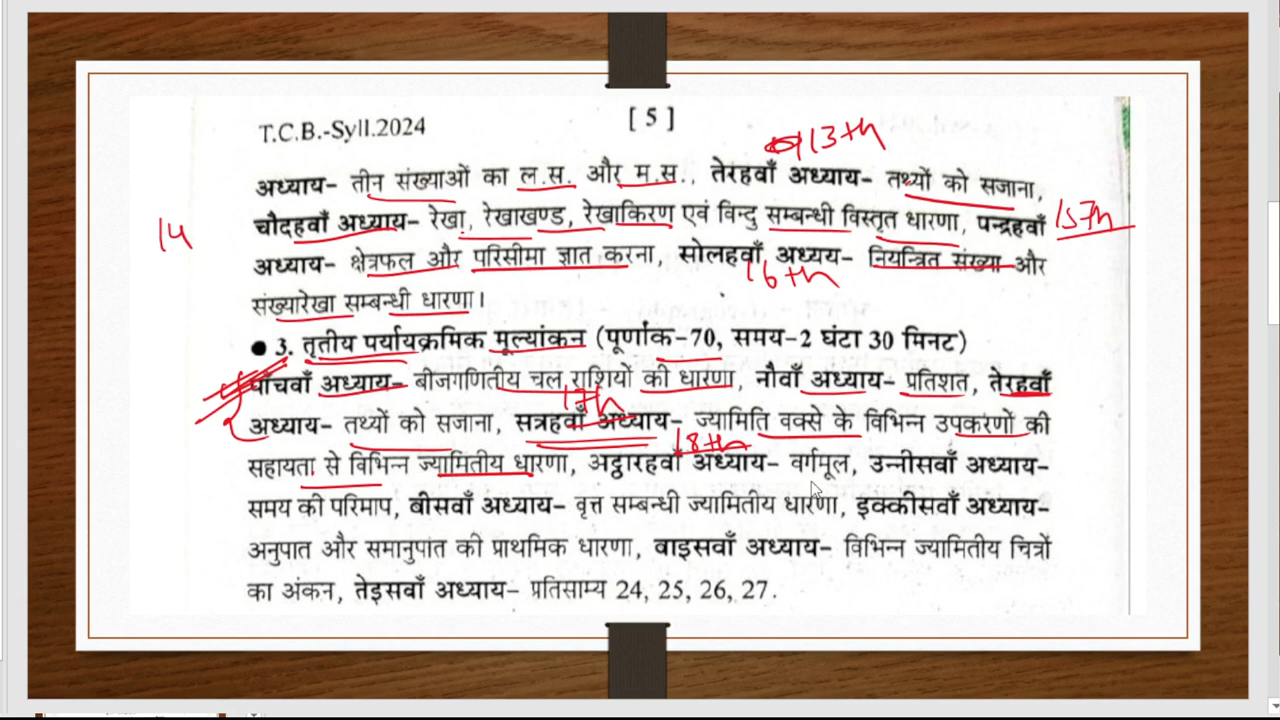 [ 5 ]
T.C.B.-Syll.2024
13th
अध्याय- तीन संख्याओं का ल.स. और म.स., तेरहवाँ अध्याय- तथ्यों को सजाना,
14 चौदहवाँ अध्याय- रेखा, रेखाखण्ड, रेखाकिरण एवं विन्दु सम्बन्धी विस्तृत धारणा, पन्द्रहवाँ 15th
अध्याय- क्षेत्रफल और परिसीमा ज्ञात करना, सोलहवाँ अध्यय- नियन्त्रित संख्या और
16th
संख्यारेखा सम्बन्धी धारणा।
● 3. तृतीय पर्यायक्रमिक मूल्यांकन (पूर्णांक-70, समय-2 घंटा 30 मिनट)
पाँचवाँ अध्याय- बीजगणितीय चल राशियों की धारणा, नौवाँ अध्याय- प्रतिशत, तेरहवाँ
17th
अध्याय- तथ्यों को सजाना, सत्रहवाँ अध्याय- ज्यामिति वक्से के विभिन्न उपकरणों की
18th
सहायता से विभिन्न ज्यामितीय धारणा, अट्ठारहवाँ अध्याय- वर्गमूल, उन्नीसवाँ अध्याय-
समय की परिमाप, बीसवाँ अध्याय- वृत्त सम्बन्धी ज्यामितीय धारणा, इक्कीसवाँ अध्याय-
अनुपात और समानुपात की प्राथमिक धारणा, वाइसवाँ अध्याय- विभिन्न ज्यामितीय चित्रों
का अंकन, तेइसवाँ अध्याय- प्रतिसाम्य 24, 25, 26, 27.